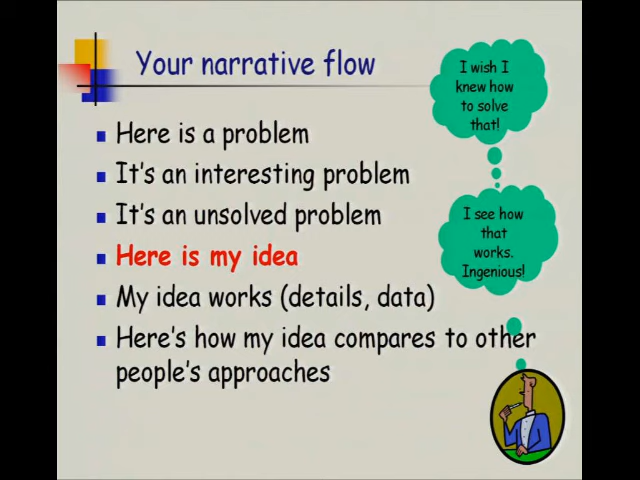 Your narrative flow
I wish I
knew how
to solve
that!
Here is a problem
It's an interesting problem
It's an unsolved problem
I see how
that
works.
Ingenious!
Here is my idea
My idea works (details, data)
Here's how my idea compares to other
people's approaches